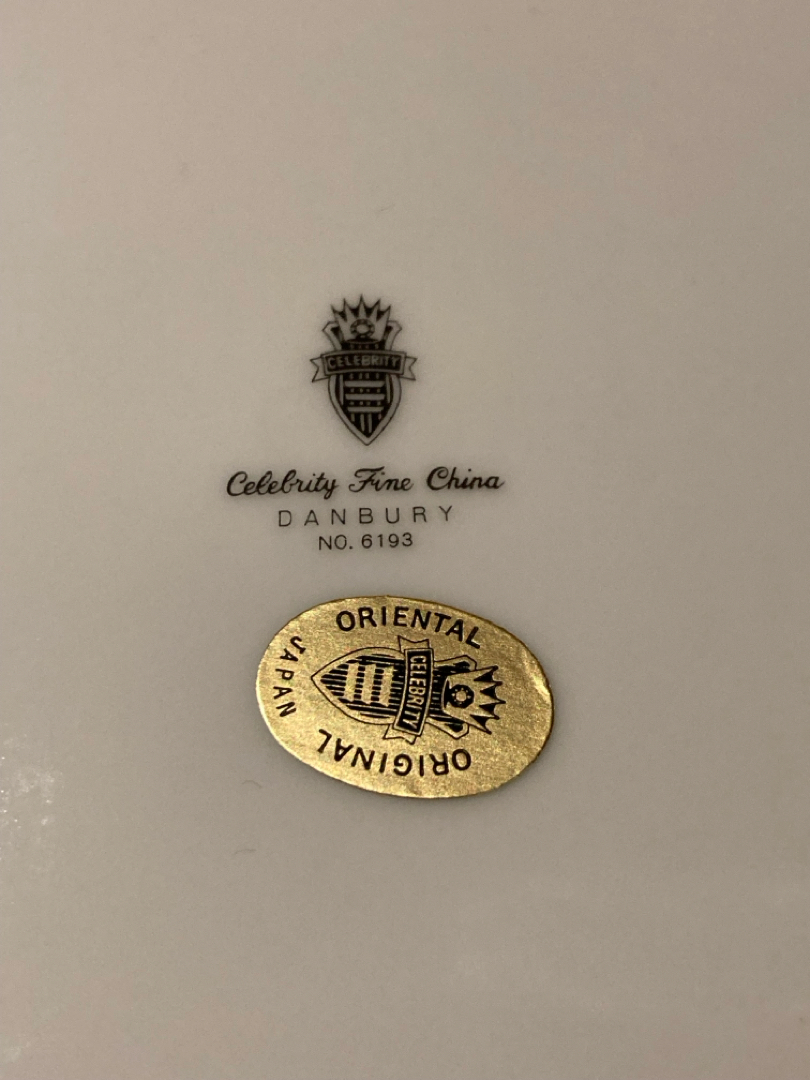 CELEBRITY
Celebrity Fine China
DANBURY
NO. 6193
ORIENTAL
JAPAN
CELEBRITY
ORIGINAL